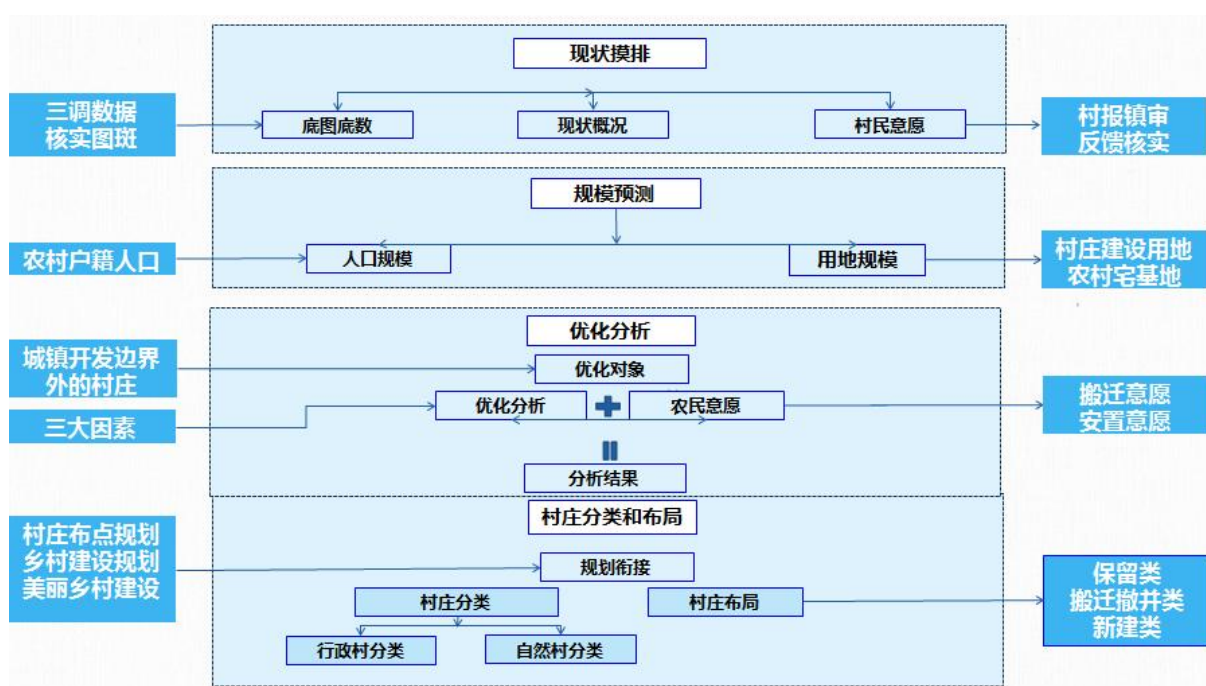 现状摸排
三调数据
核实图斑
底图底数
现状概况
村民意愿
村报镇审
反馈核实
规模预测
农村户籍人口
人口规模
用地规模
村庄建设用地
农村宅基地
优化分析
城镇开发边界
外的村庄
优化对象
三大因素
优化分析
农民意愿
搬迁意愿
安置意愿
分析结果
村庄分类和布局
村庄布点规划
乡村建设规划
美丽乡村建设
规划衔接
村庄分类
村庄布局
保留类
搬迁撤并类
新建类
行政村分类
自然村分类